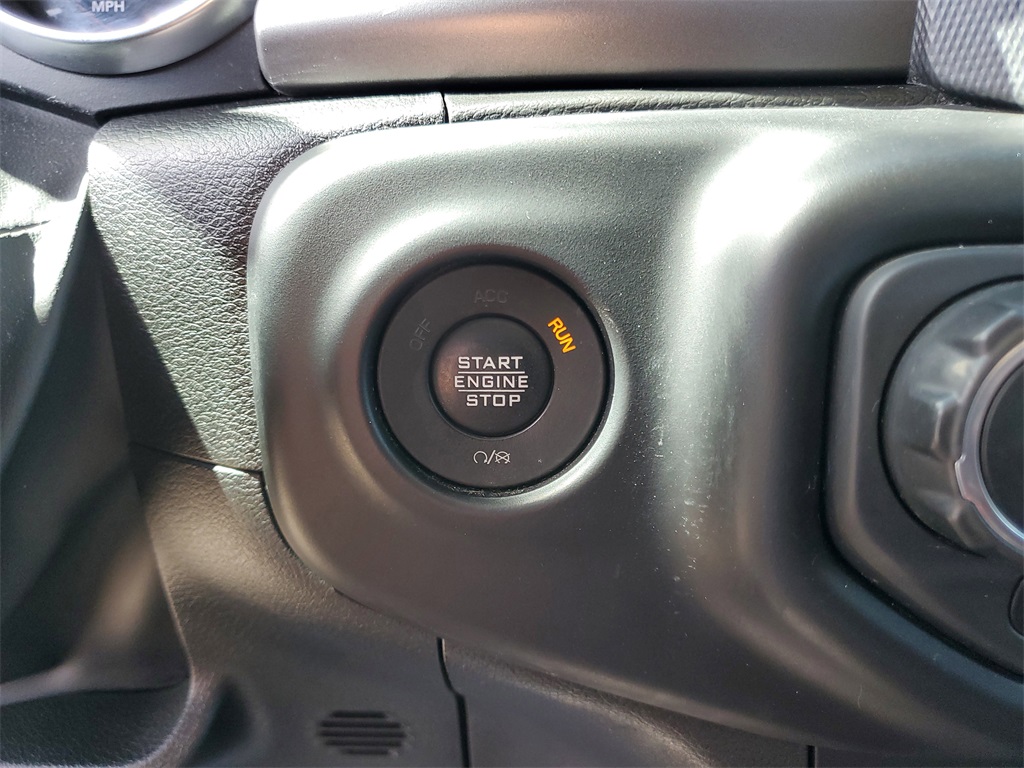 MPH
ACC
OFF
RUN
START
ENGINE
STOP